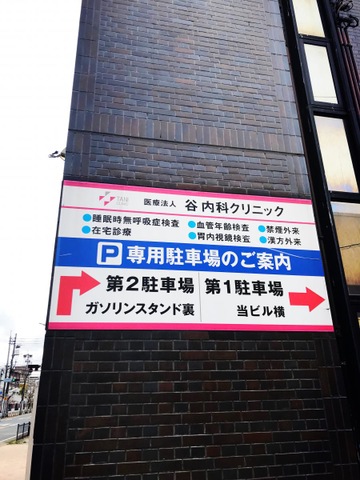 TANI
医療法人 谷内科クリニック
●睡眠時無呼吸症検査 ●血管年齢検査 ●禁煙外来
●在宅診療 ●胃内視鏡検査 ●漢方外来
P専用駐車場のご案内
第2駐車場 第1駐車場
ガソリンスタンド裏 当ビル横